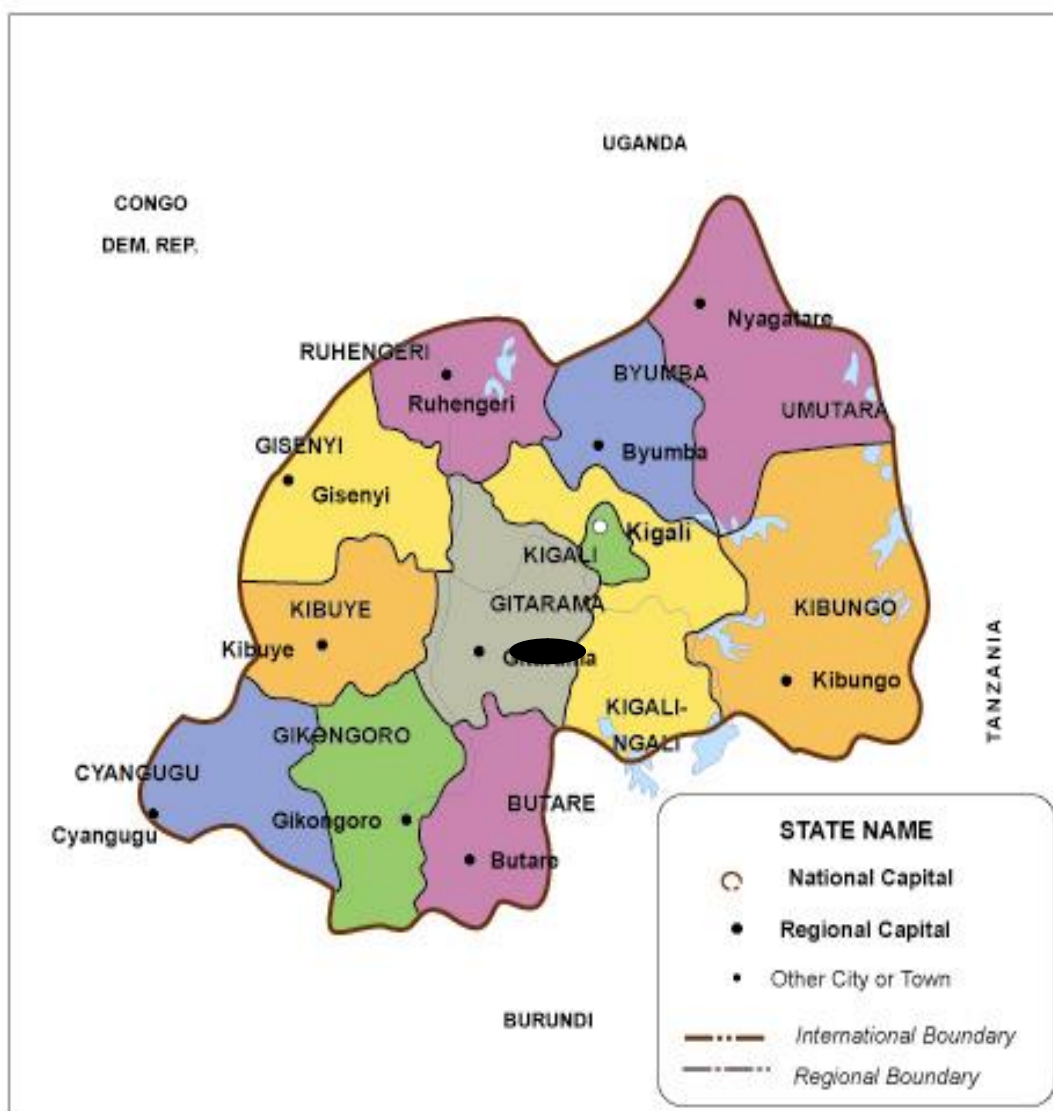 UGANDA
CONGO
DEM. REP.
Nyagatare
RUHENGERI
BYUMBA
Ruhengeri
UMUTARA
GISENYI
Byumba
Gisenyi
Kigali
KIGALI
GITARAMA
KIBUYE
KIBUNGO
Kibuye
TANZANIA
Kibungo
KIGALI-
NGALI
GIKONGORO
CYANGUGU
BUTARE
Gikongoro
Cyangugu
Butare
STATE NAME
National Capital
Regional Capital
Other City or Town
International Boundary
Regional Boundary
BURUNDI